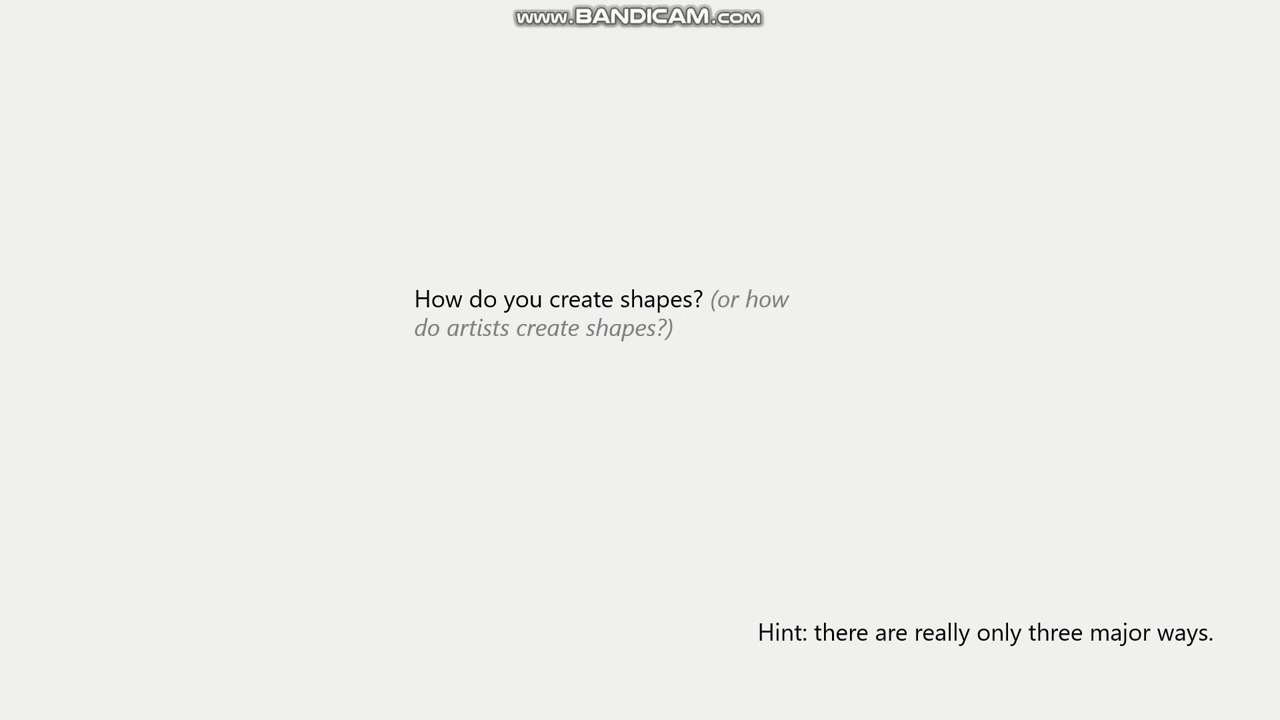 www.BANDICAM.com
How do you create shapes? (or how
do artists create shapes?)
Hint: there are really only three major ways.